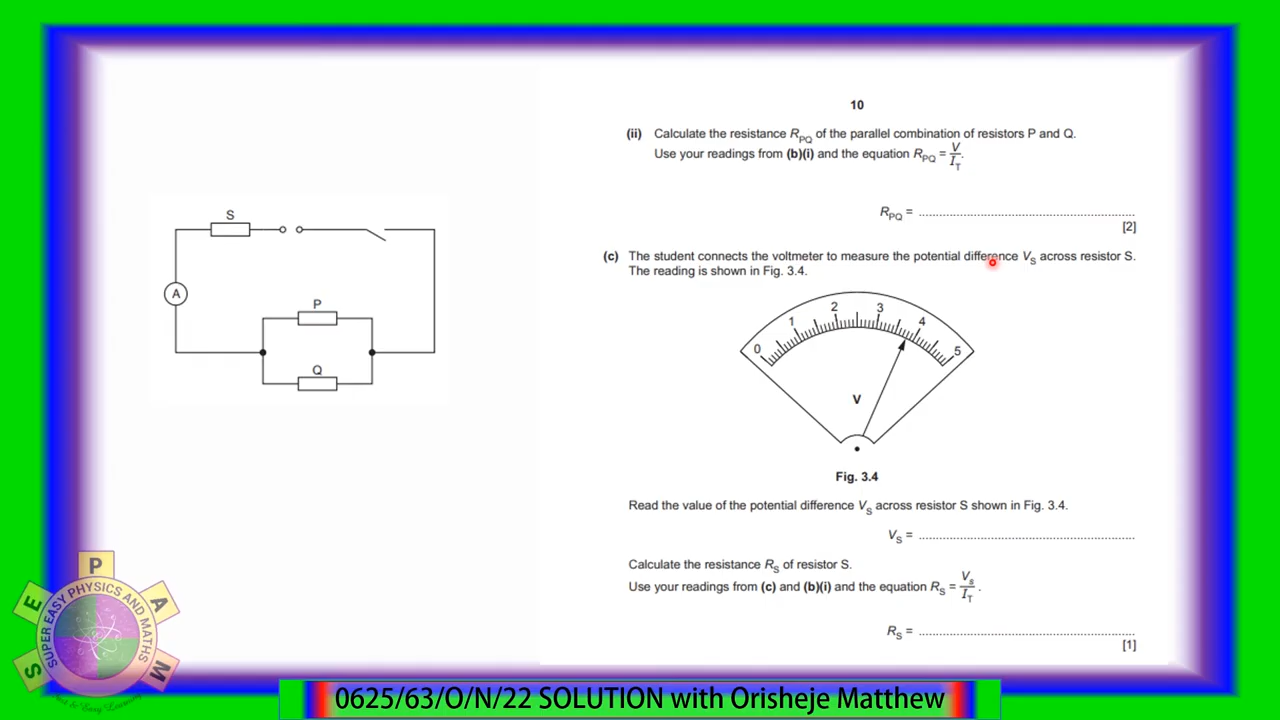 10
(ii) Calculate the resistance R_PQ of the parallel combination of resistors P and Q.
Use your readings from (b)(i) and the equation R_PQ = V/I_T.
R_PQ = ......................................................
[2]
(c) The student connects the voltmeter to measure the potential difference V_S across resistor S.
The reading is shown in Fig. 3.4.
S
A
P
Q
0 1 2 3 4 5
V
Fig. 3.4
Read the value of the potential difference V_S across resistor S shown in Fig. 3.4.
V_S = ......................................................
Calculate the resistance R_S of resistor S.
Use your readings from (c) and (b)(i) and the equation R_S = V_s/I_T.
R_S = ......................................................
[1]
S E P A M
SUPER EASY PHYSICS AND MATHS
0625/63/O/N/22 SOLUTION with Orisheje Matthew